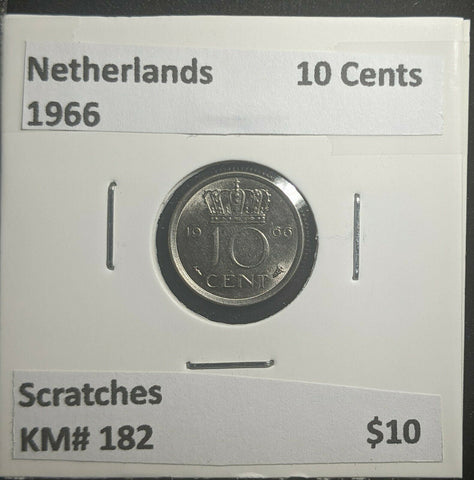 Netherlands 10 Cents
1966
19 66
10
CENT
Scratches
KM# 182 $10